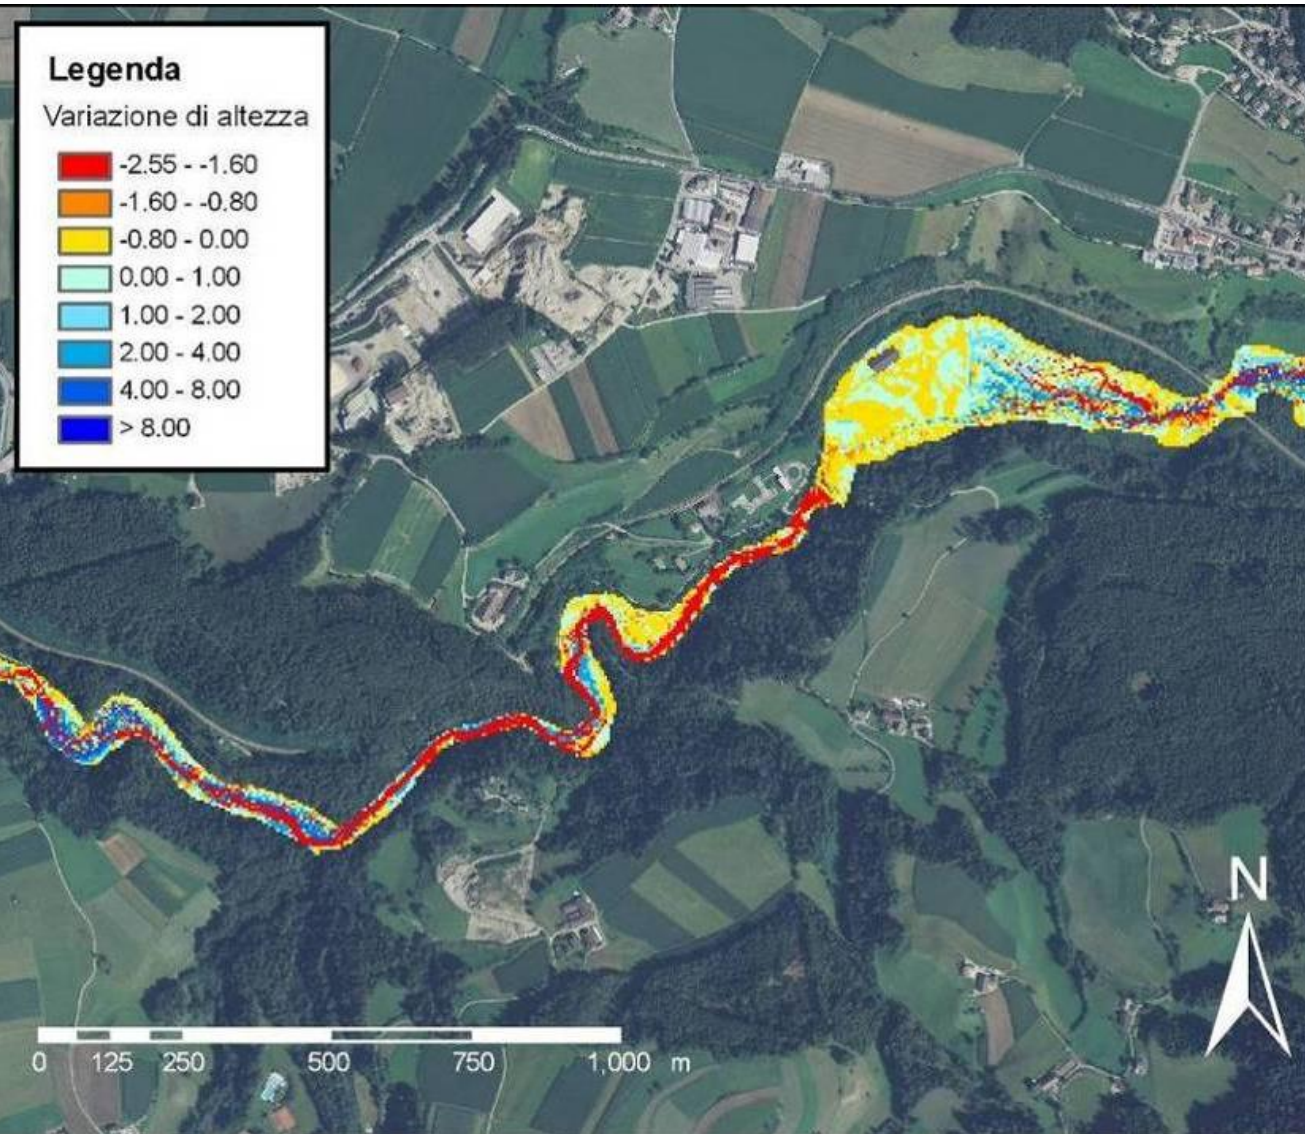 Legenda
Variazione di altezza
-2.55 - -1.60
-1.60 - -0.80
-0.80 - 0.00
0.00 - 1.00
1.00 - 2.00
2.00 - 4.00
4.00 - 8.00
> 8.00
N
0 125 250 500 750 1,000 m